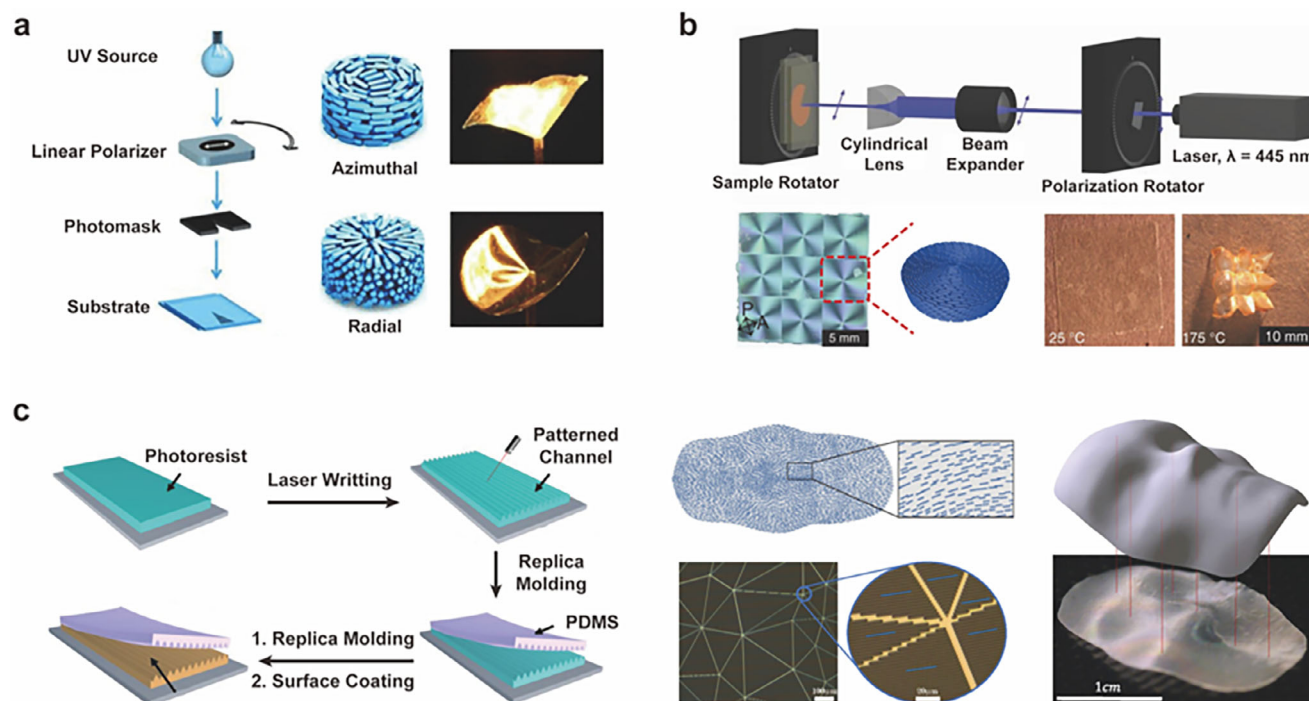 a
UV Source
Linear Polarizer
Photomask
Substrate
Azimuthal
Radial
b
Sample Rotator
Cylindrical
Lens
Beam
Expander
Polarization Rotator
Laser, λ = 445 nm
P
A
5 mm
25 °C
175 °C
10 mm
c
Photoresist
Laser Writting
Patterned
Channel
Replica
Molding
PDMS
1. Replica Molding
2. Surface Coating
100μm
20μm
1cm